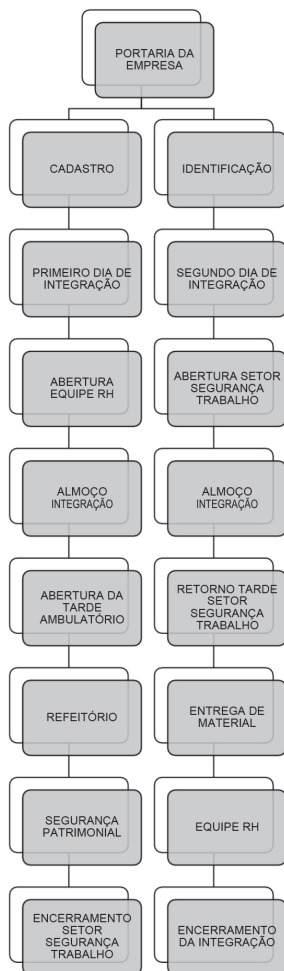 PORTARIA DA
EMPRESA
CADASTRO
IDENTIFICAÇÃO
PRIMEIRO DIA DE
INTEGRAÇÃO
SEGUNDO DIA DE
INTEGRAÇÃO
ABERTURA
EQUIPE RH
ABERTURA SETOR
SEGURANÇA
TRABALHO
ALMOÇO
INTEGRAÇÃO
ALMOÇO
INTEGRAÇÃO
ABERTURA DA
TARDE
AMBULATÓRIO
RETORNO TARDE
SETOR
SEGURANÇA
TRABALHO
REFEITÓRIO
ENTREGA DE
MATERIAL
SEGURANÇA
PATRIMONIAL
EQUIPE RH
ENCERRAMENTO
SETOR
SEGURANÇA
TRABALHO
ENCERRAMENTO
DA INTEGRAÇÃO